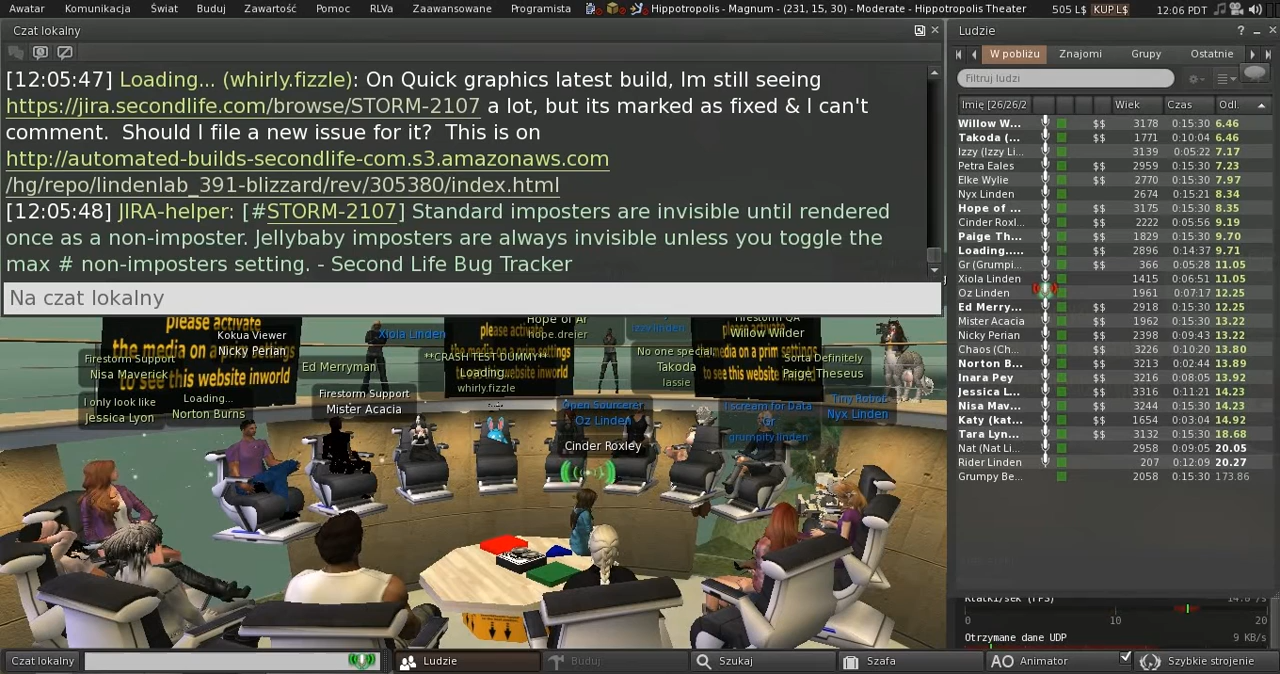 Awatar Komunikacja Świat Buduj Zawartość Pomoc RLVa Zaawansowane Programista Hippotropolis - Magnum - (231, 15, 30) - Moderate - Hippotropolis Theater 505 L$ KUP L$ 12:06 PDT
Czat lokalny
[12:05:47] Loading... (whirly.fizzle): On Quick graphics latest build, Im still seeing
https://jira.secondlife.com/browse/STORM-2107 a lot, but its marked as fixed & I can't
comment. Should I file a new issue for it? This is on
http://automated-builds-secondlife-com.s3.amazonaws.com
/hg/repo/lindenlab_391-blizzard/rev/305380/index.html
[12:05:48] JIRA-helper: [#STORM-2107] Standard imposters are invisible until rendered
once as a non-imposter. Jellybaby imposters are always invisible unless you toggle the
max # non-imposters setting. - Second Life Bug Tracker
Na czat lokalny
please activate
the media on a prim settings
to see this website inworld
Kokua Viewer
Nicky Perian
Firestorm Support
Nisa Maverick
I only look like
Jessica Lyon
Loading...
Norton Burns
Ed Merryman
Xiola Linden
Firestorm Support
Mister Acacia
please activate
**CRASH TEST DUMMY**
Loading...
whirly.fizzle
hope.dreier
No one special
Takoda
lassie
Firestorm QA
Willow Wilder
Sorta Definitely
Paige Theseus
Open Sourcerer
Oz Linden
Cinder Roxley
I scream for Data
Gr
grumpity.linden
Tiny Robot
Nyx Linden
Ludzie
W pobliżu Znajomi Grupy Ostatnie
Filtruj ludzi
Imię [26/26/2 Wiek Czas Odl.
Willow W... $$ 3178 0:15:30 6.46
Takoda (... $$ 1771 0:10:04 6.46
Izzy (Izzy Li... 3139 0:05:22 7.17
Petra Eales $$ 2959 0:15:30 7.23
Elke Wylie $$ 2770 0:15:30 7.97
Nyx Linden 2674 0:15:21 8.34
Hope of ... $$ 3175 0:15:30 8.35
Cinder Roxl... $$ 2222 0:05:56 9.19
Paige Th... $$ 1829 0:15:30 9.70
Loading..... $$ 2896 0:14:37 9.71
Gr (Grumpi... $$ 366 0:05:28 11.05
Xiola Linden 1415 0:06:51 11.05
Oz Linden 1961 0:07:17 12.25
Ed Merry... $$ 2918 0:15:30 12.25
Mister Acacia $$ 1962 0:15:30 13.22
Nicky Perian $$ 2398 0:09:43 13.22
Chaos (Ch... $$ 3226 0:10:20 13.80
Norton B... $$ 3213 0:02:44 13.89
Inara Pey $$ 3216 0:08:05 13.92
Jessica L... $$ 3316 0:11:21 14.23
Nisa Mav... $$ 3244 0:15:30 14.23
Katy (kat... $$ 1654 0:03:04 14.92
Tara Lyn... $$ 3132 0:15:30 18.68
Nat (Nat Li... 2958 0:09:05 20.05
Rider Linden 207 0:12:09 20.27
Grumpy Be... 2058 0:15:30 173.86
Klatki/sek (FPS) 14.0 /s
0 10 20
Otrzymane dane UDP 9 KB/s
Czat lokalny Ludzie Buduj Szukaj Szafa AO Animator Szybkie strojenie